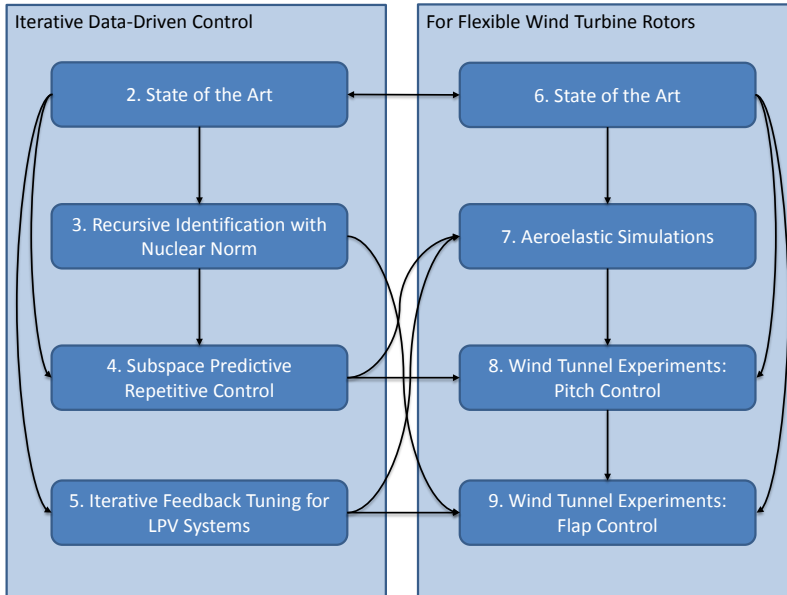 Iterative Data-Driven Control
2. State of the Art
3. Recursive Identification with
Nuclear Norm
4. Subspace Predictive
Repetitive Control
5. Iterative Feedback Tuning for
LPV Systems
For Flexible Wind Turbine Rotors
6. State of the Art
7. Aeroelastic Simulations
8. Wind Tunnel Experiments:
Pitch Control
9. Wind Tunnel Experiments:
Flap Control